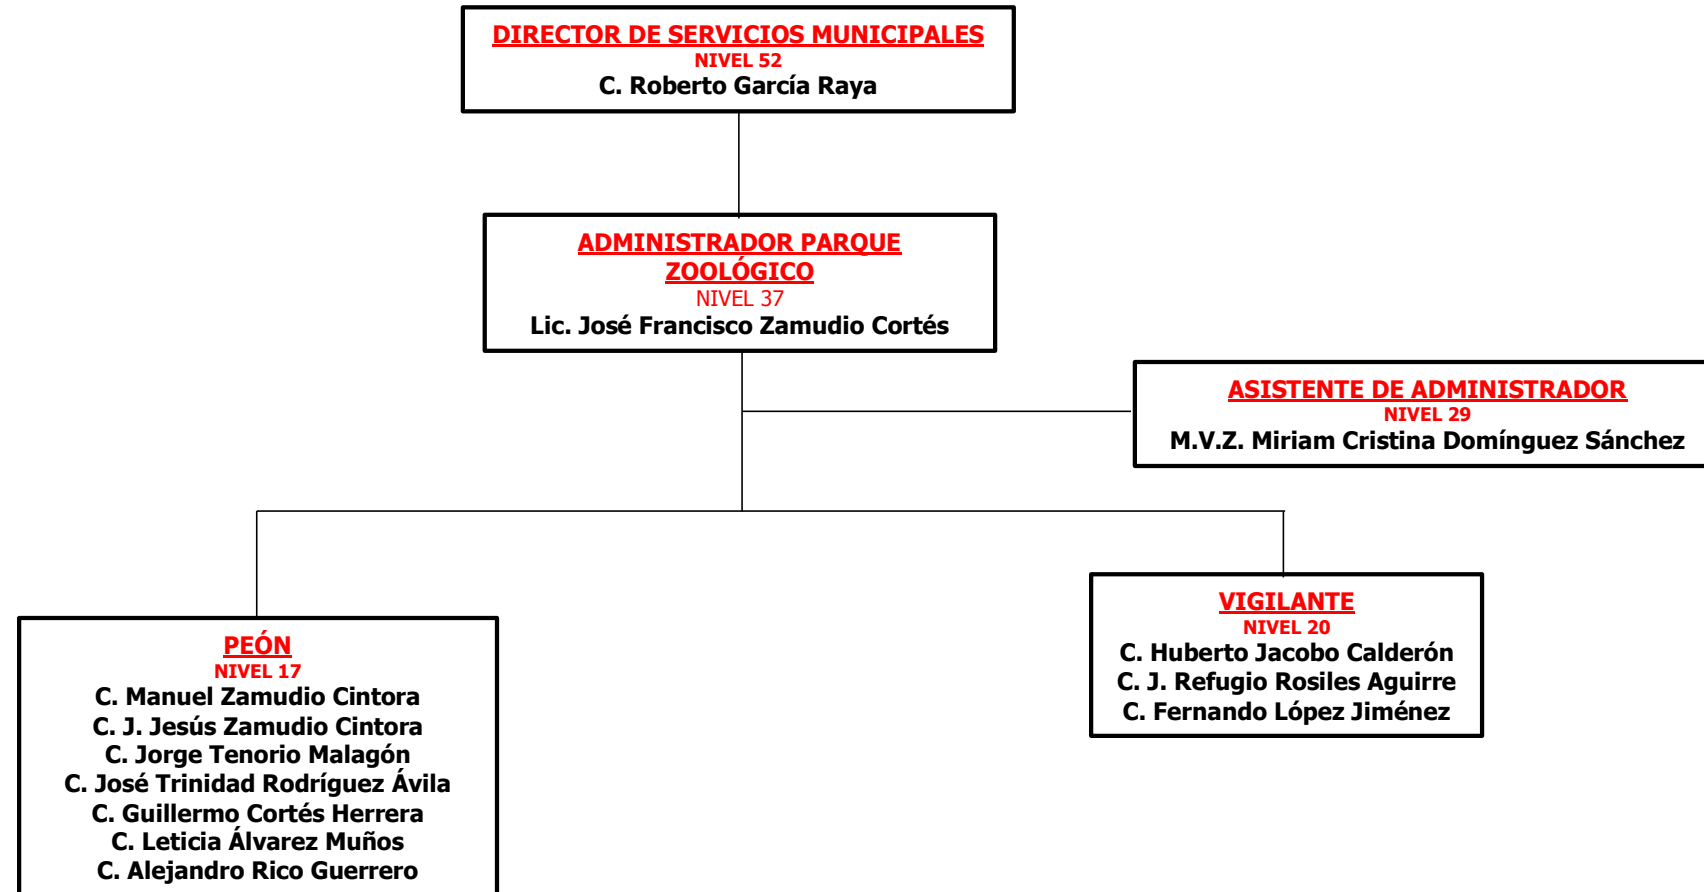 DIRECTOR DE SERVICIOS MUNICIPALES
NIVEL 52
C. Roberto García Raya
ADMINISTRADOR PARQUE
ZOOLÓGICO
NIVEL 37
Lic. José Francisco Zamudio Cortés
ASISTENTE DE ADMINISTRADOR
NIVEL 29
M.V.Z. Miriam Cristina Domínguez Sánchez
PEÓN
NIVEL 17
C. Manuel Zamudio Cintora
C. J. Jesús Zamudio Cintora
C. Jorge Tenorio Malagón
C. José Trinidad Rodríguez Ávila
C. Guillermo Cortés Herrera
C. Leticia Álvarez Muños
C. Alejandro Rico Guerrero
VIGILANTE
NIVEL 20
C. Huberto Jacobo Calderón
C. J. Refugio Rosiles Aguirre
C. Fernando López Jiménez